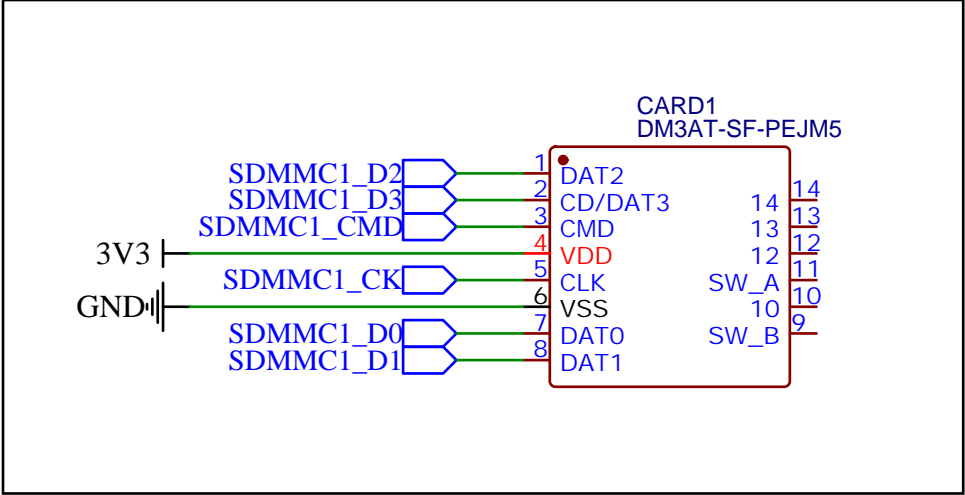 CARD1
DM3AT-SF-PEJM5
SDMMC1_D2 1 DAT2
SDMMC1_D3 2 CD/DAT3 14 14
SDMMC1_CMD 3 CMD 13 13
3V3 4 VDD 12 12
SDMMC1_CK 5 CLK SW_A 11
GND 6 VSS 10 10
SDMMC1_D0 7 DAT0 SW_B 9
SDMMC1_D1 8 DAT1